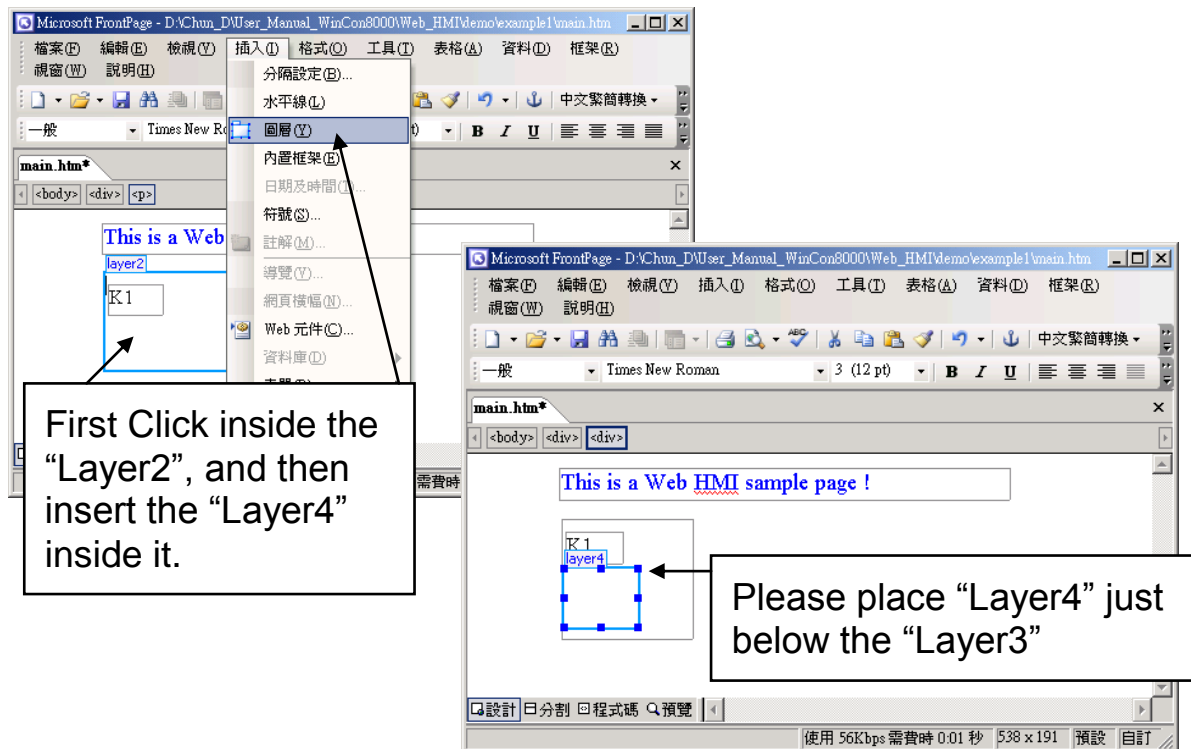 Microsoft FrontPage - D:\Chun_D\User_Manual_WinCon8000\Web_HMI\demo\example1\main.htm
檔案(F) 編輯(E) 檢視(V) 插入(I) 格式(O) 工具(T) 表格(A) 資料(D) 框架(R)
視窗(W) 說明(H)
中文繁簡轉換
一般 Times New Ro
B I U
分隔設定(B)...
水平線(L)
圖層(Y)
內置框架(E)
日期及時間(T)...
符號(S)...
註解(M)...
導覽(V)...
網頁橫幅(N)...
Web 元件(C)...
資料庫(D)
main.htm*
<body> <div> <p>
This is a Web
layer2
K1
First Click inside the
“Layer2”, and then
insert the “Layer4”
inside it.
需費時
Microsoft FrontPage - D:\Chun_D\User_Manual_WinCon8000\Web_HMI\demo\example1\main.htm
檔案(F) 編輯(E) 檢視(V) 插入(I) 格式(O) 工具(T) 表格(A) 資料(D) 框架(R)
視窗(W) 說明(H)
ABC 中文繁簡轉換
一般 Times New Roman 3 (12 pt) B I U
main.htm*
<body> <div> <div>
This is a Web HMI sample page !
K1
layer4
Please place “Layer4” just
below the “Layer3”
設計 分割 程式碼 預覽
使用 56Kbps 需費時 0:01 秒 538 x 191 預設 自訂